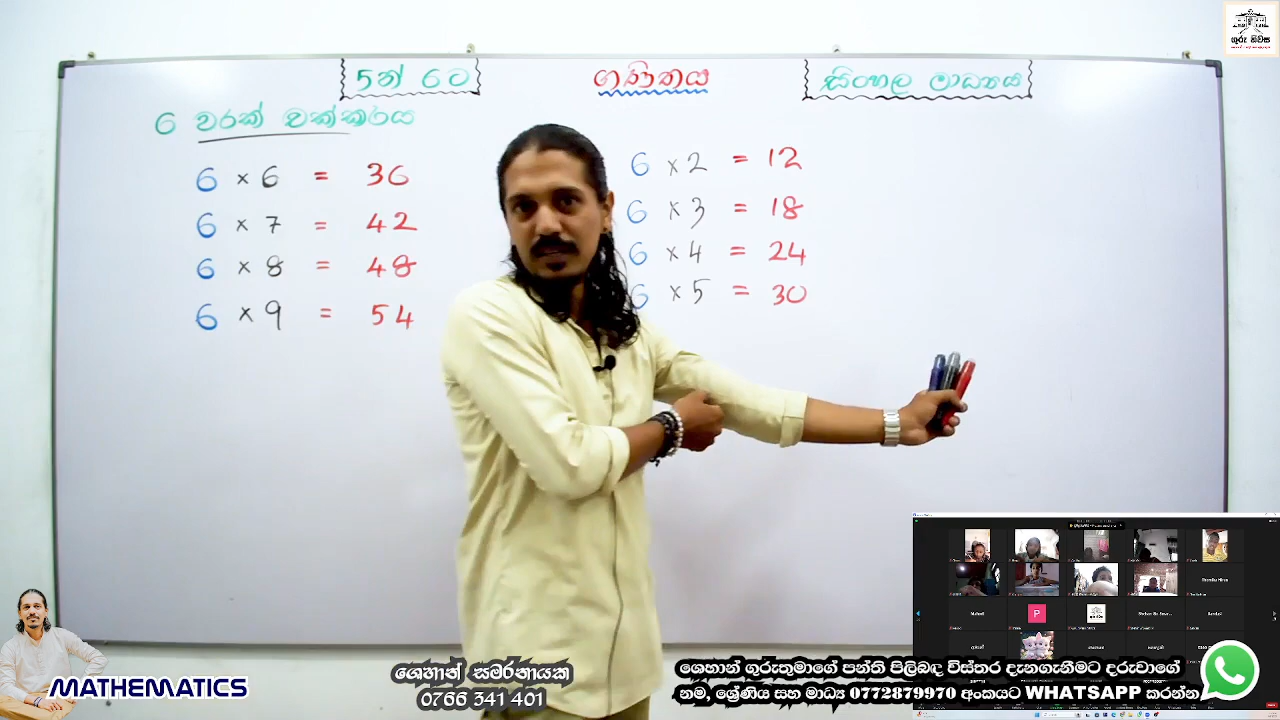 ගුරු නිවස
5න් 6ට
ගණිතය
සිංහල මාධ්‍යය
6 වරක් චක්කරය
6 × 6 = 36
6 × 7 = 42
6 × 8 = 48
6 × 9 = 54
6 × 2 = 12
6 × 3 = 18
6 × 4 = 24
6 × 5 = 30
P
MATHEMATICS
ශෙහාන් සමරනායක
0766 341 401
ශෙහාන් ගුරුතුමාගේ පන්ති පිලිබඳ විස්තර දැනගැනීමට දරුවාගේ
නම, ශ්‍රේණිය සහ මාධ්‍ය 0772879970 අංකයට WHATSAPP කරන්න